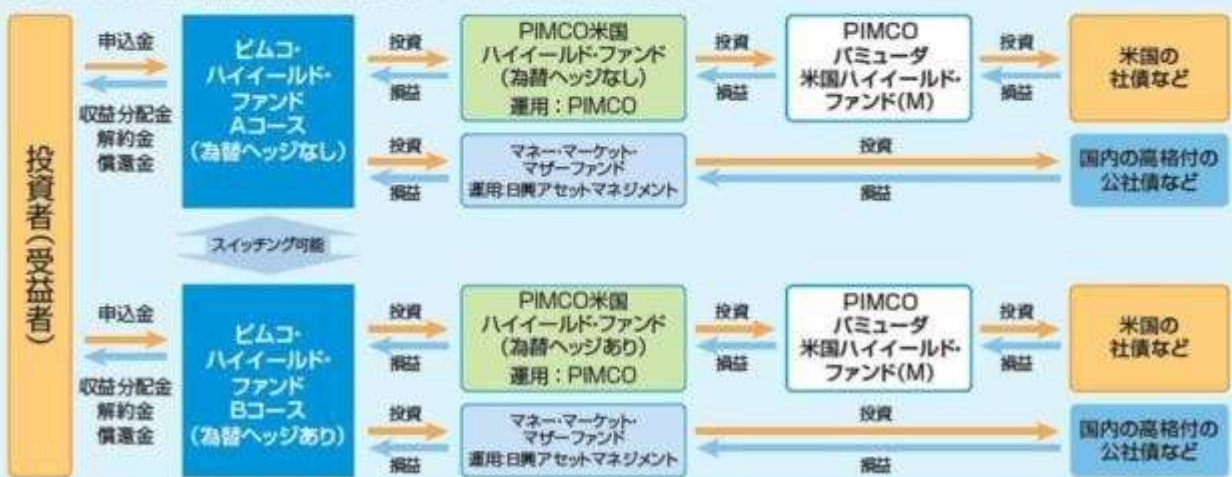 投資者(受益者)
申込金
収益分配金
解約金
償還金
ピムコ・
ハイイールド・
ファンド
Aコース
(為替ヘッジなし)
投資
損益
PIMCO米国
ハイイールド・ファンド
(為替ヘッジなし)
運用：PIMCO
投資
損益
PIMCO
バミューダ
米国ハイイールド・
ファンド(M)
投資
損益
米国の
社債など
投資
損益
マネー・マーケット・
マザーファンド
運用:日興アセットマネジメント
投資
損益
国内の高格付の
公社債など
スイッチング可能
申込金
収益分配金
解約金
償還金
ピムコ・
ハイイールド・
ファンド
Bコース
(為替ヘッジあり)
投資
損益
PIMCO米国
ハイイールド・ファンド
(為替ヘッジあり)
運用：PIMCO
投資
損益
PIMCO
バミューダ
米国ハイイールド・
ファンド(M)
投資
損益
米国の
社債など
投資
損益
マネー・マーケット・
マザーファンド
運用:日興アセットマネジメント
投資
損益
国内の高格付の
公社債など